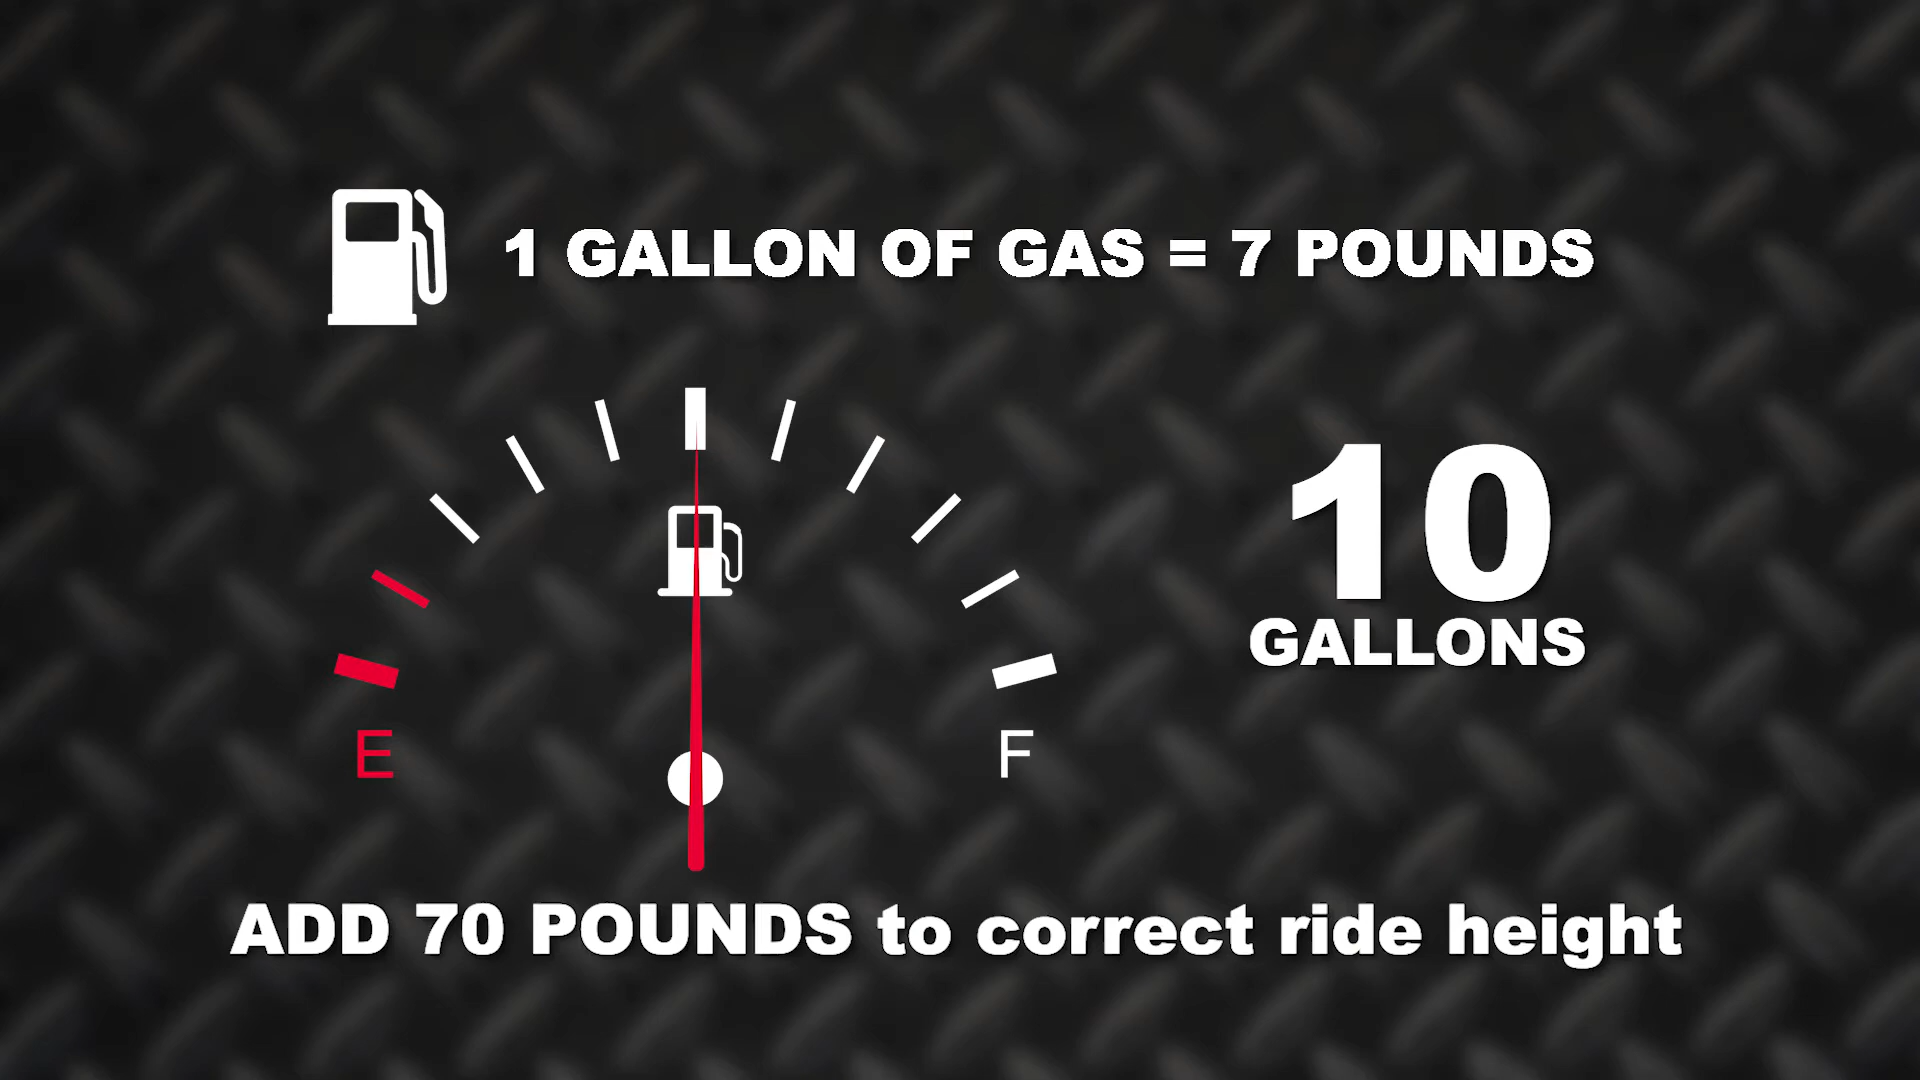 1 GALLON OF GAS = 7 POUNDS
10
GALLONS
E
F
ADD 70 POUNDS to correct ride height